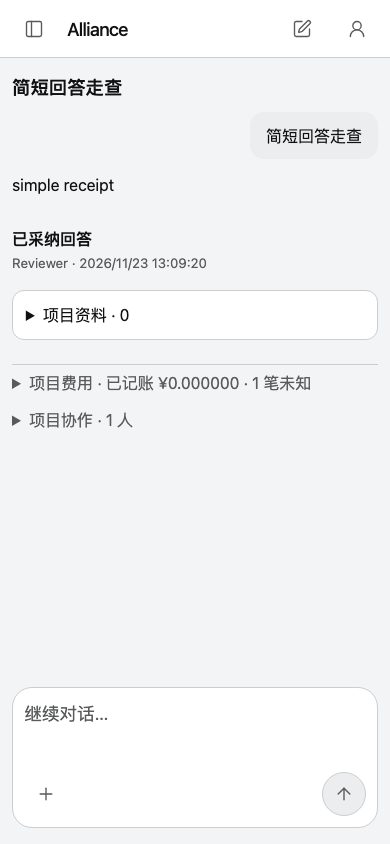 Alliance
简短回答走查
简短回答走查
simple receipt
已采纳回答
Reviewer · 2026/11/23 13:09:20
▶ 项目资料 · 0
▶ 项目费用 · 已记账 ¥0.000000 · 1 笔未知
▶ 项目协作 · 1 人
继续对话...